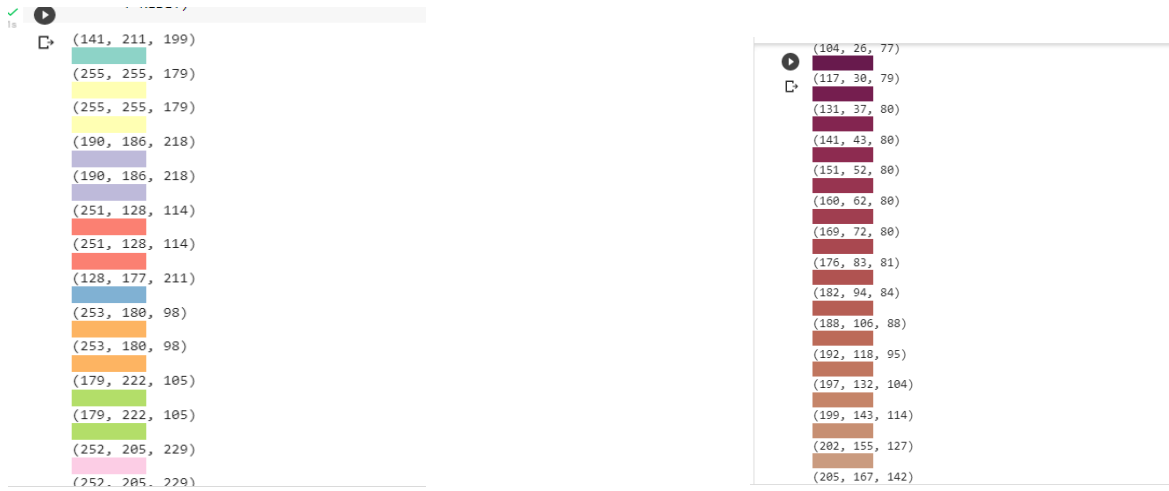 1s
(141, 211, 199)
(255, 255, 179)
(255, 255, 179)
(190, 186, 218)
(190, 186, 218)
(251, 128, 114)
(251, 128, 114)
(128, 177, 211)
(253, 180, 98)
(253, 180, 98)
(179, 222, 105)
(179, 222, 105)
(252, 205, 229)
(252, 205, 229)
(104, 26, 77)
(117, 30, 79)
(131, 37, 80)
(141, 43, 80)
(151, 52, 80)
(160, 62, 80)
(169, 72, 80)
(176, 83, 81)
(182, 94, 84)
(188, 106, 88)
(192, 118, 95)
(197, 132, 104)
(199, 143, 114)
(202, 155, 127)
(205, 167, 142)